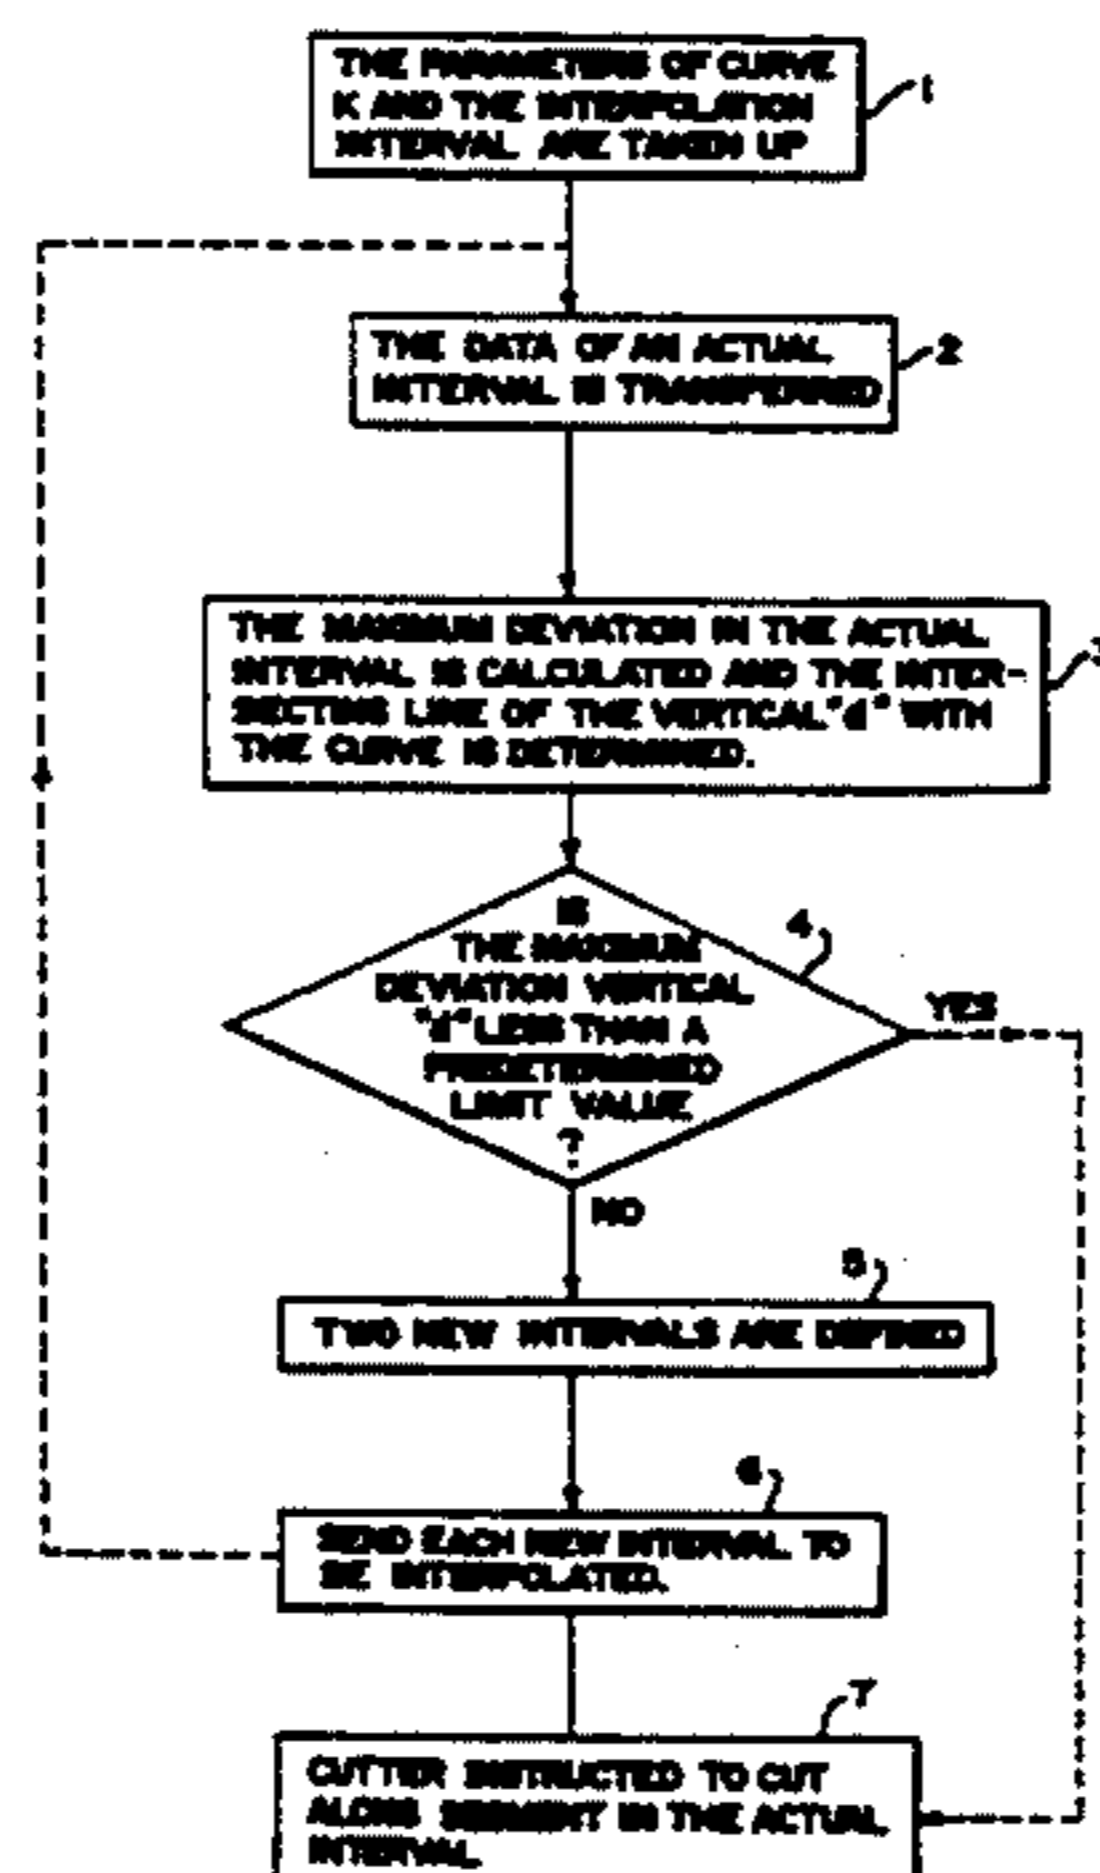 THE PARAMETERS OF CURVE
K AND THE INTERPOLATION
INTERVAL ARE TAKEN UP
1
THE DATA OF AN ACTUAL
INTERVAL IS TRANSFERRED
2
THE MAXIMUM DEVIATION IN THE ACTUAL
INTERVAL IS CALCULATED AND THE INTER-
SECTING LINE OF THE VERTICAL "d" WITH
THE CURVE IS DETERMINED.
3
IS
THE MAXIMUM
DEVIATION VERTICAL
"d" LESS THAN A
PREDETERMINED
LIMIT VALUE
?
4
YES
NO
5
TWO NEW INTERVALS ARE DEFINED
6
SEND EACH NEW INTERVAL TO
BE INTERPOLATED.
7
CUTTER INSTRUCTED TO CUT
ALONG SEGMENT IN THE ACTUAL
INTERVAL